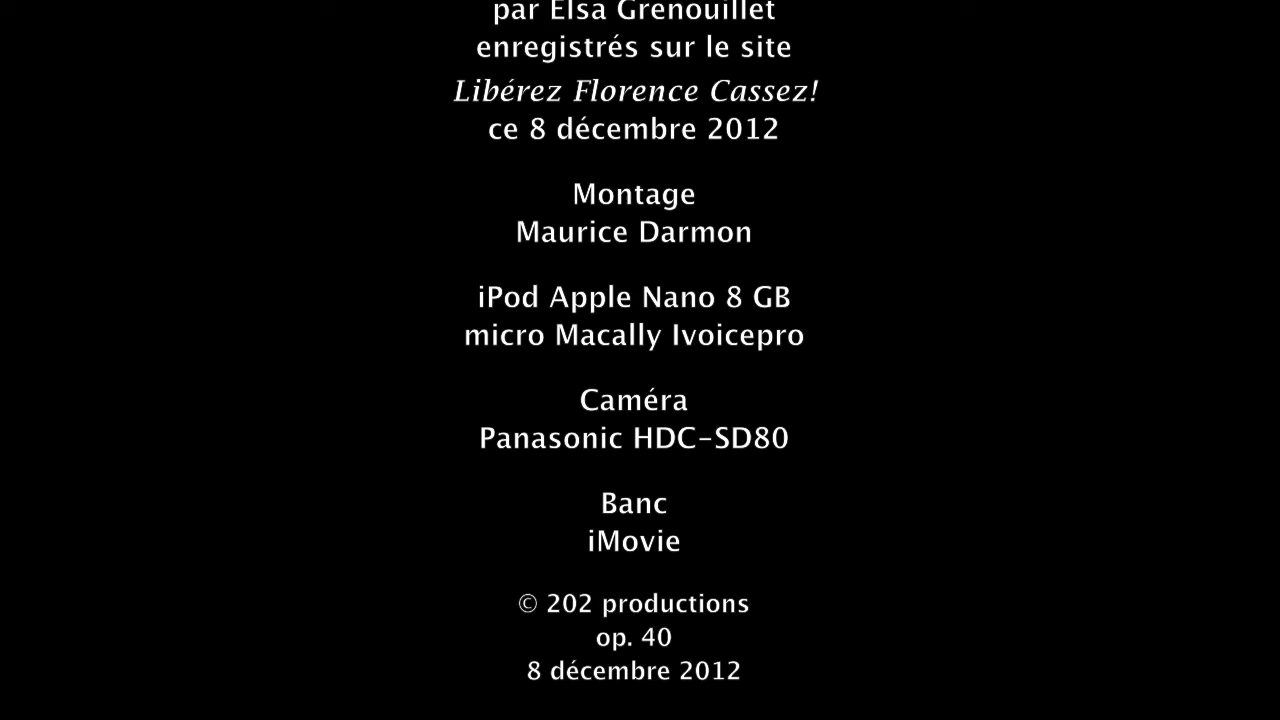 par Elsa Grenouillet
enregistrés sur le site
Libérez Florence Cassez!
ce 8 décembre 2012
Montage
Maurice Darmon
iPod Apple Nano 8 GB
micro Macally Ivoicepro
Caméra
Panasonic HDC-SD80
Banc
iMovie
© 202 productions
op. 40
8 décembre 2012